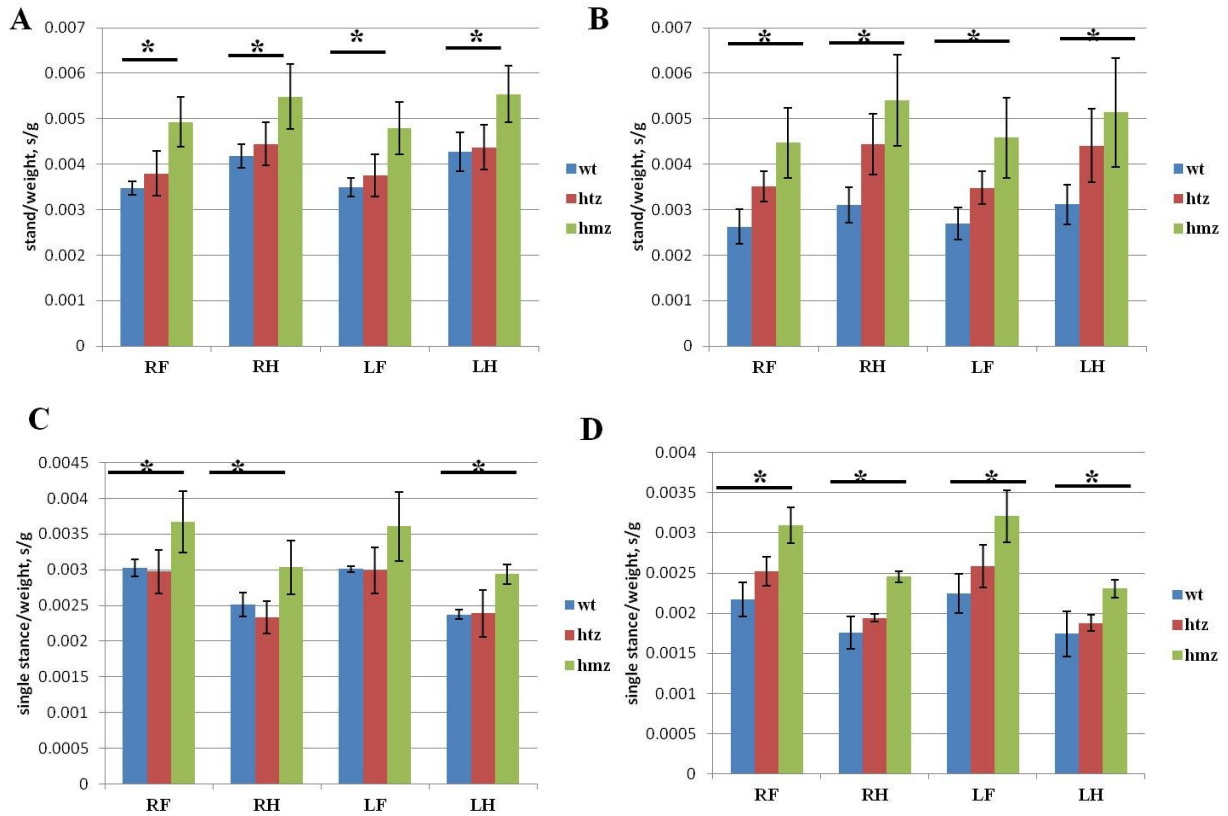 A
0.007
0.006
0.005
0.004
0.003
0.002
0.001
0
stand/weight, s/g
* * * *
RF RH LF LH
wt
htz
hmz
B
0.007
0.006
0.005
0.004
0.003
0.002
0.001
0
stand/weight, s/g
* * * *
RF RH LF LH
wt
htz
hmz
C
0.0045
0.004
0.0035
0.003
0.0025
0.002
0.0015
0.001
0.0005
0
single stance/weight, s/g
* * *
RF RH LF LH
wt
htz
hmz
D
0.004
0.0035
0.003
0.0025
0.002
0.0015
0.001
0.0005
0
single stance/weight, s/g
* * * *
RF RH LF LH
wt
htz
hmz